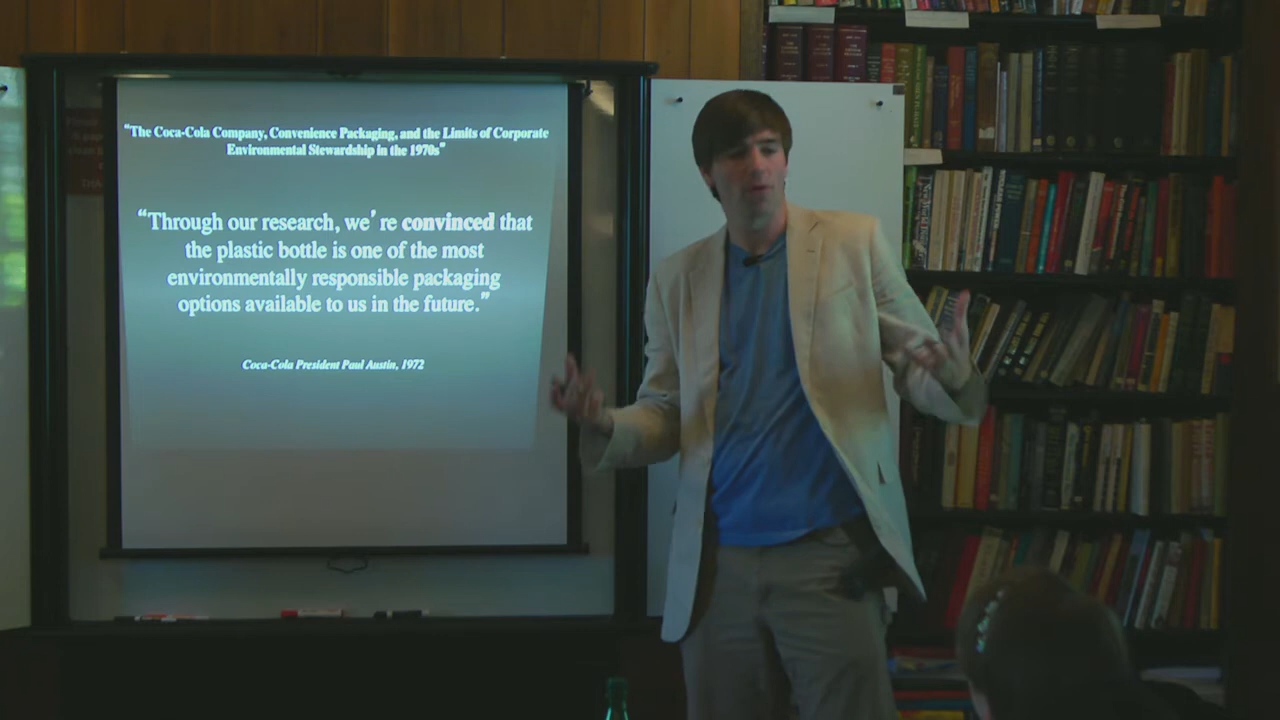 "The Coca-Cola Company, Convenience Packaging, and the Limits of Corporate
Environmental Stewardship in the 1970s"
"Through our research, we're convinced that
the plastic bottle is one of the most
environmentally responsible packaging
options available to us in the future."
Coca-Cola President Paul Austin, 1972